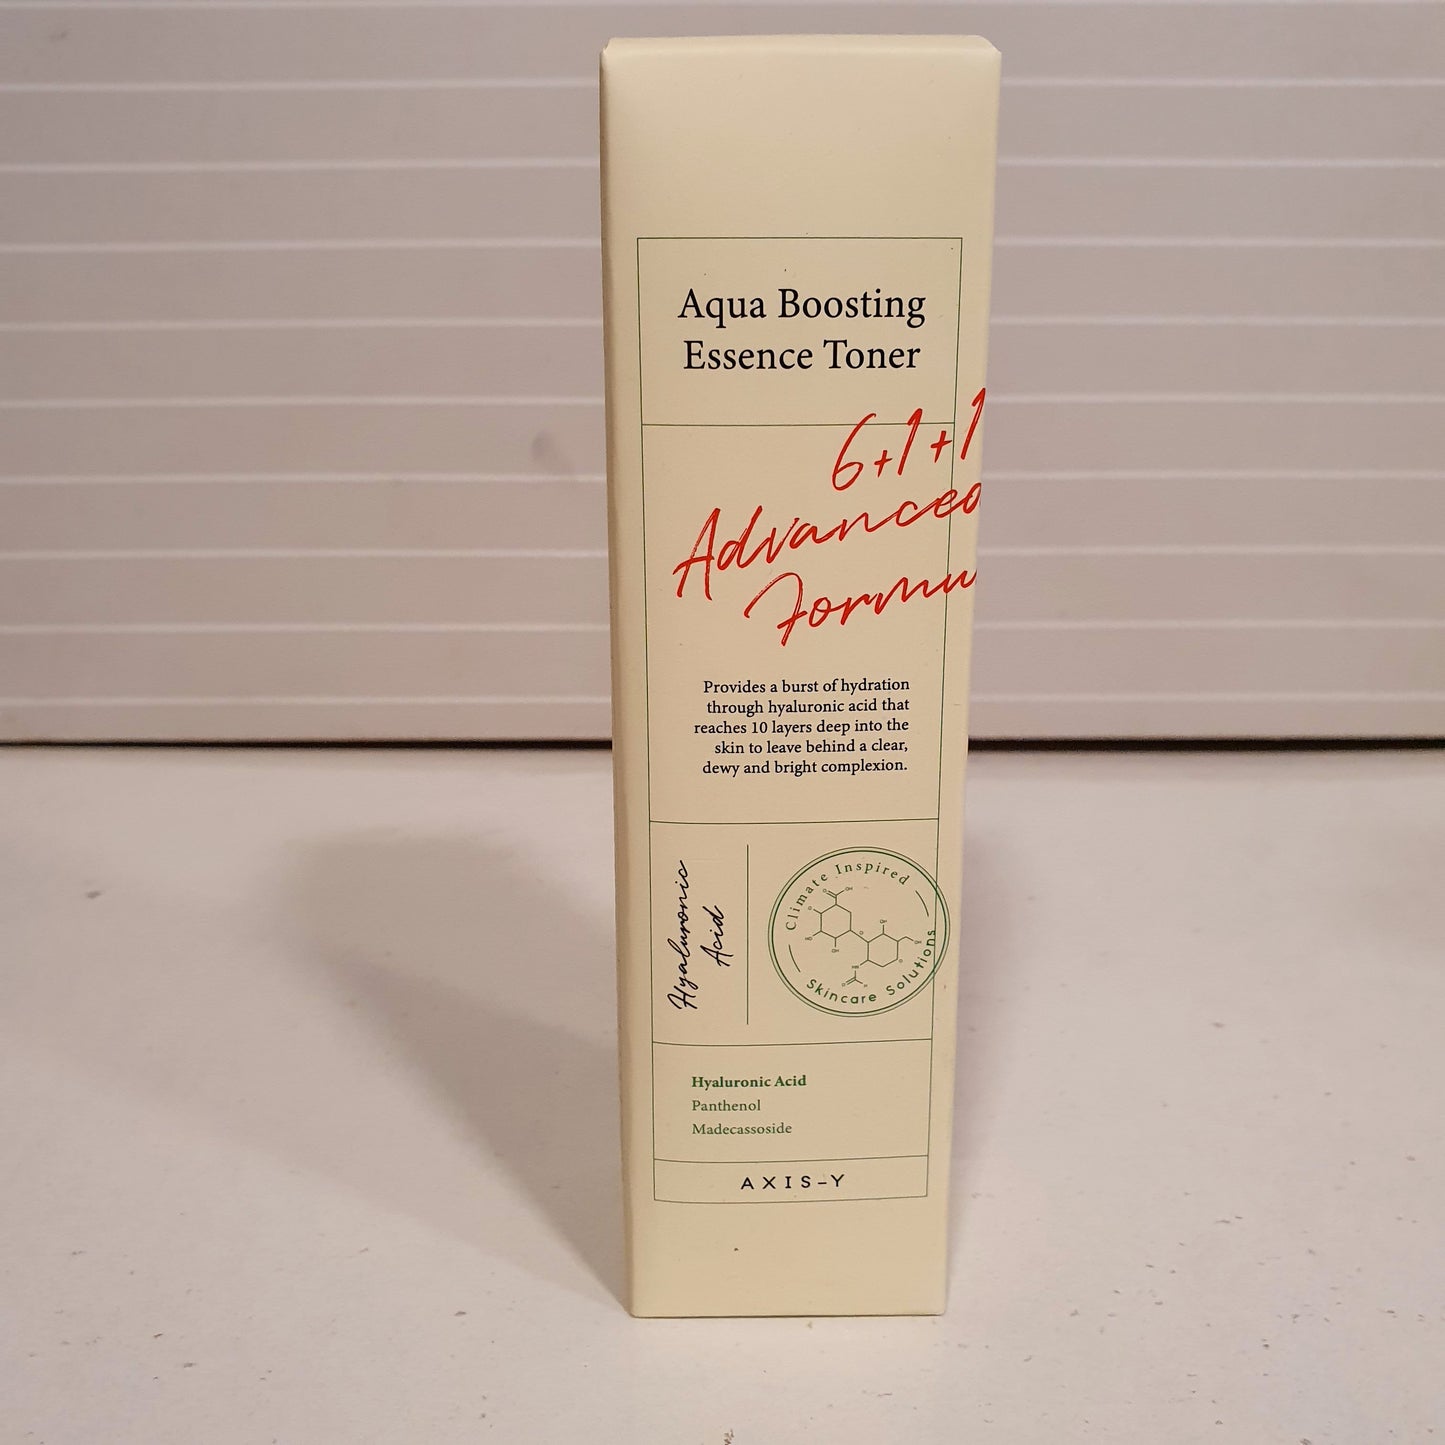 Aqua Boosting
Essence Toner
6+1+1
Advanced
Formu
Provides a burst of hydration
through hyaluronic acid that
reaches 10 layers deep into the
skin to leave behind a clear,
dewy and bright complexion.
Hyaluronic
Acid
Climate Inspired
Skincare Solutions
Hyaluronic Acid
Panthenol
Madecassoside
AXIS-Y